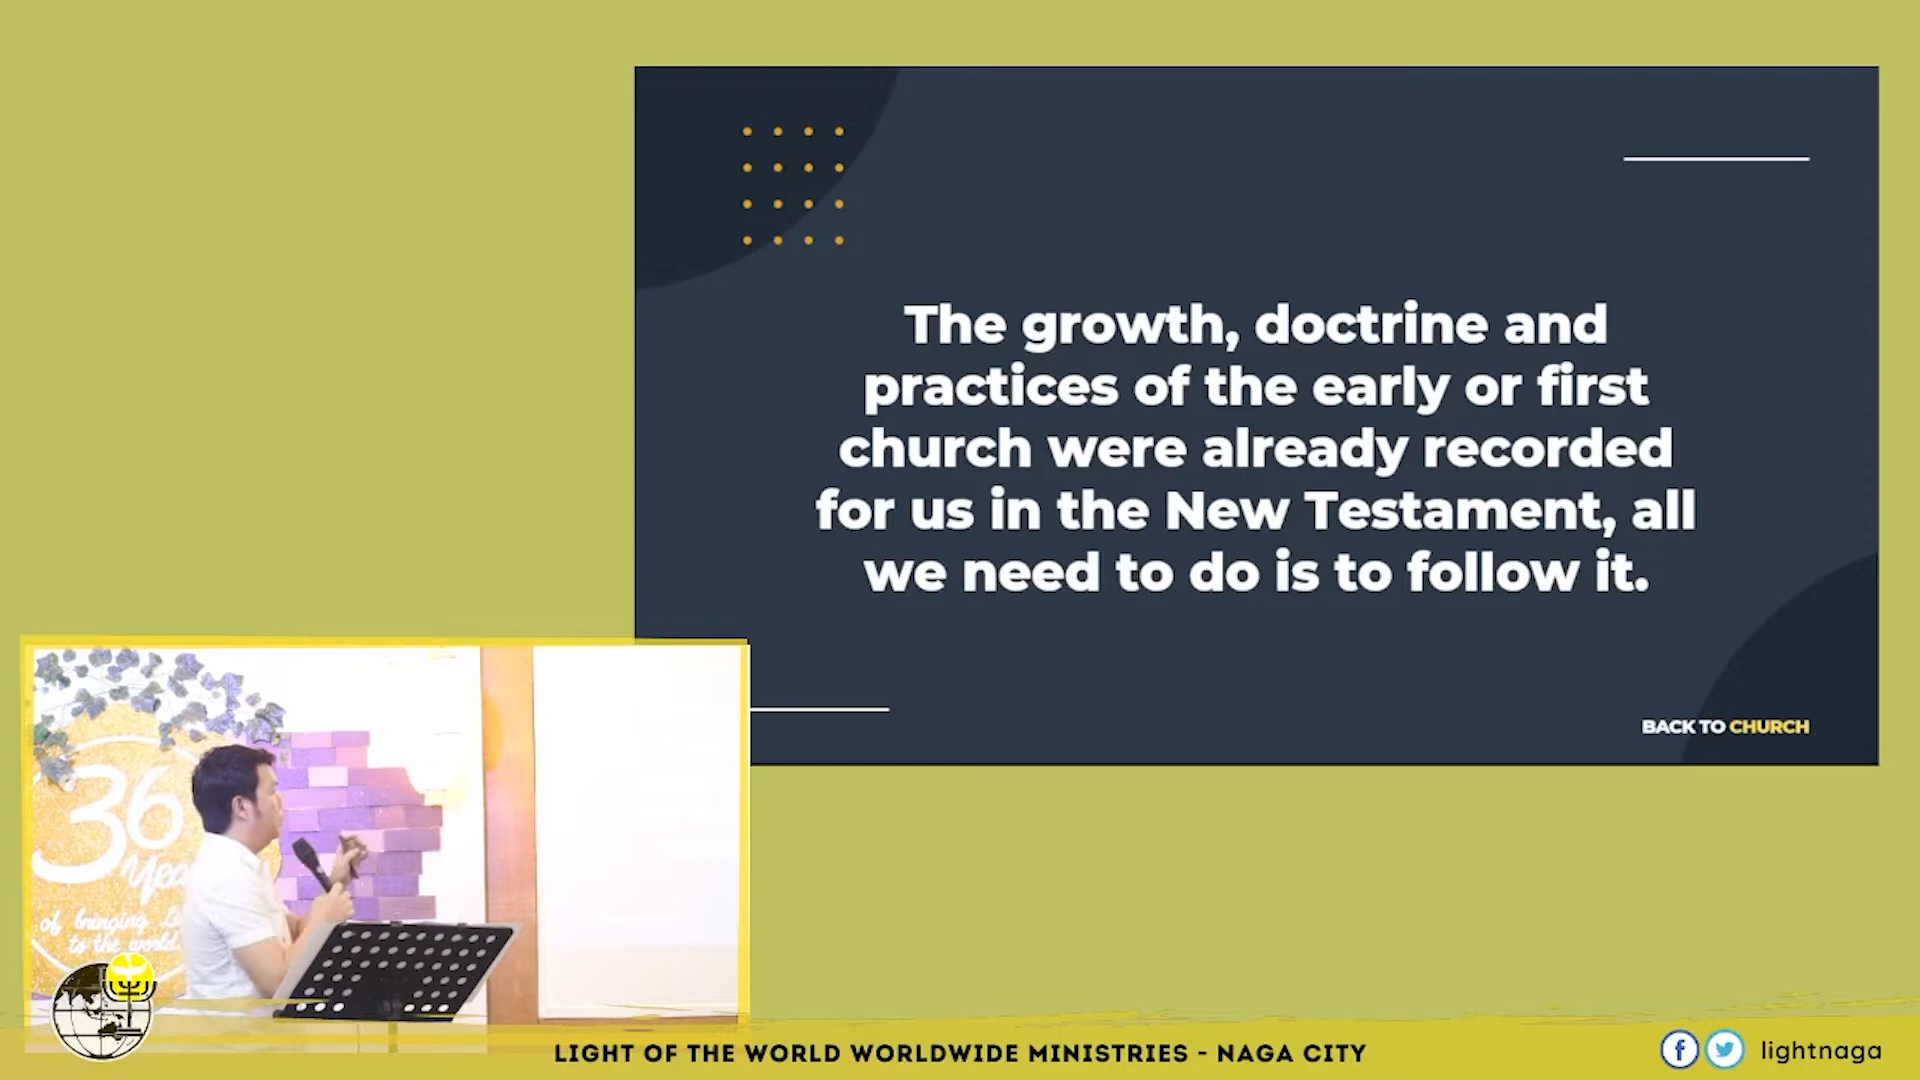 The growth, doctrine and
practices of the early or first
church were already recorded
for us in the New Testament, all
we need to do is to follow it.
BACK TO CHURCH
36
of bringing
to the world.
LIGHT OF THE WORLD WORLDWIDE MINISTRIES - NAGA CITY
lightnaga